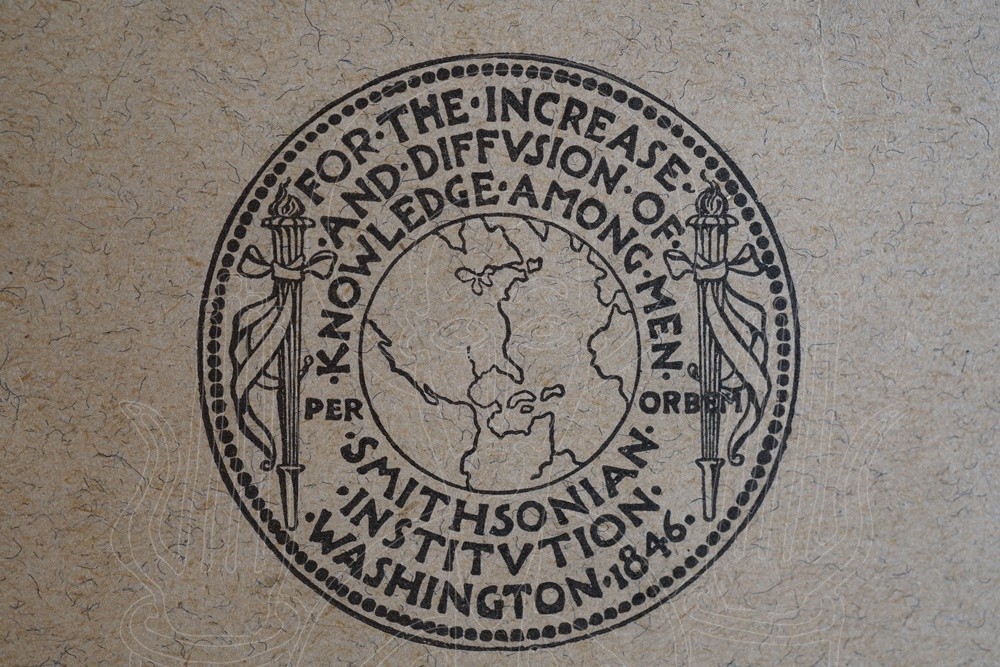 FOR·THE·INCREASE·
·AND·DIFFVSION·OF·
·KNOWLEDGE·AMONG·MEN·
PER ORBEM
·SMITHSONIAN·
·INSTITVTION·
·WASHINGTON·1846·